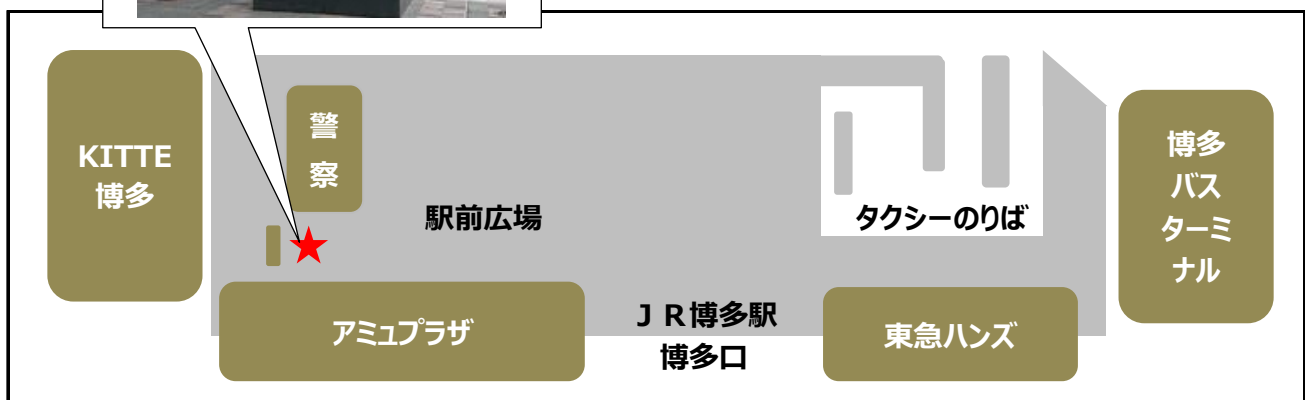 KITTE
博多
警
察
駅前広場
タクシーのりば
博多
バス
ターミ
ナル
アミュプラザ
ＪＲ博多駅
博多口
東急ハンズ